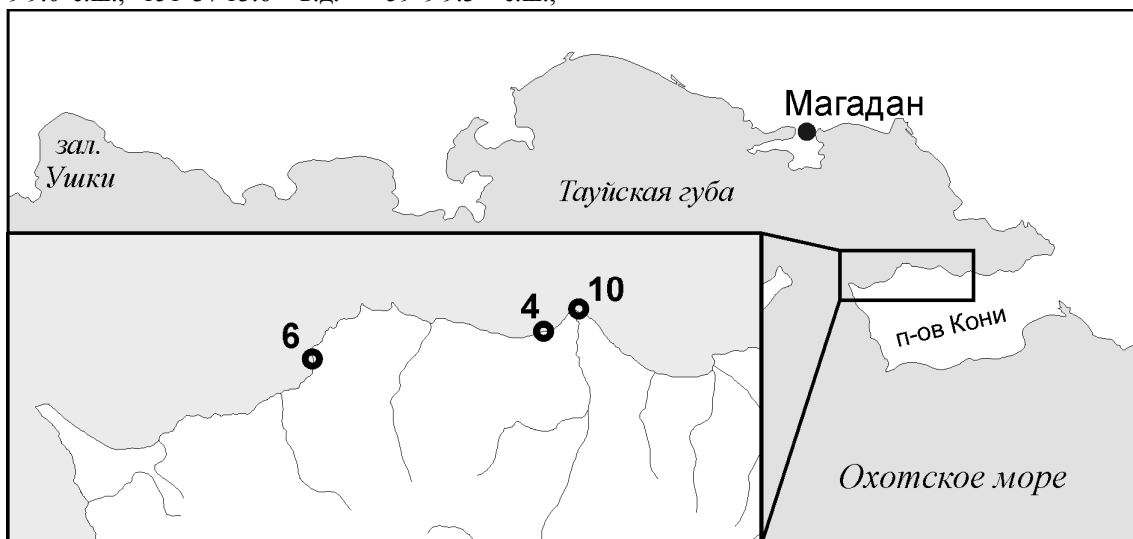 Магадан
зал.
Ушки
Тауйская губа
10
4
6
п-ов Кони
Охотское море